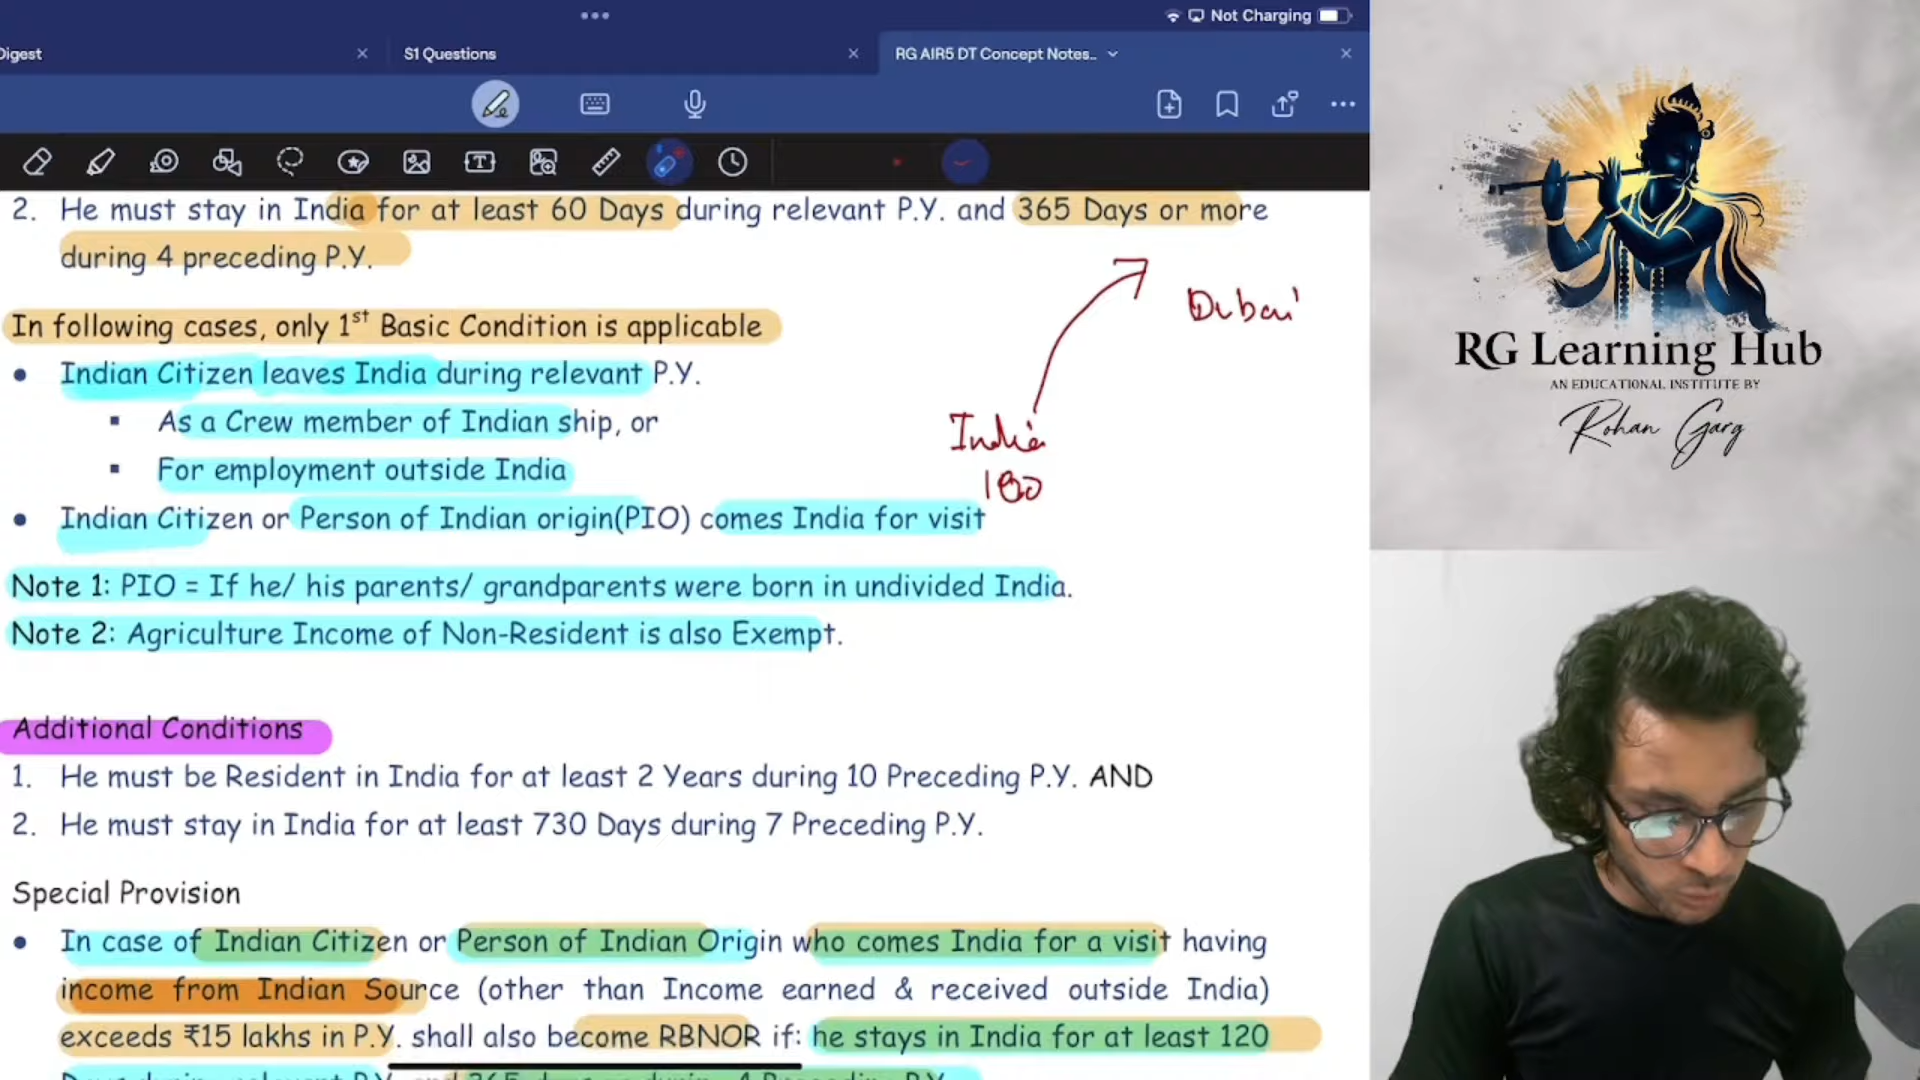 Not Charging
Digest
S1 Questions
RG AIR5 DT Concept Notes..
2. He must stay in India for at least 60 Days during relevant P.Y. and 365 Days or more
during 4 preceding P.Y.
In following cases, only 1st Basic Condition is applicable
• Indian Citizen leaves India during relevant P.Y.
▪ As a Crew member of Indian ship, or
▪ For employment outside India
• Indian Citizen or Person of Indian origin(PIO) comes India for visit
Note 1: PIO = If he/ his parents/ grandparents were born in undivided India.
Note 2: Agriculture Income of Non-Resident is also Exempt.
Dubai
India
180
Additional Conditions
1. He must be Resident in India for at least 2 Years during 10 Preceding P.Y. AND
2. He must stay in India for at least 730 Days during 7 Preceding P.Y.
Special Provision
• In case of Indian Citizen or Person of Indian Origin who comes India for a visit having
income from Indian Source (other than Income earned & received outside India)
exceeds ₹15 lakhs in P.Y. shall also become RBNOR if: he stays in India for at least 120
RG Learning Hub
AN EDUCATIONAL INSTITUTE BY
Rohan Garg